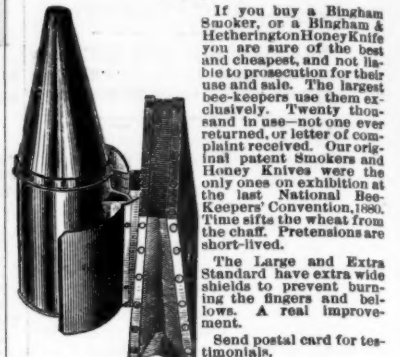 If you buy a Bingham
Smoker, or a Bingham &
Hetherington Honey Knife
you are sure of the best
and cheapest, and not lia-
ble to prosecution for their
use and sale. The largest
bee-keepers use them ex-
clusively. Twenty thou-
sand in use—not one ever
returned, or letter of com-
plaint received. Our orig-
inal patent Smokers and
Honey Knives were the
only ones on exhibition at
the last National Bee-
Keepers' Convention, 1880.
Time sifts the wheat from
the chaff. Pretensions are
short-lived.
The Large and Extra
Standard have extra wide
shields to prevent burn-
ing the fingers and bel-
lows. A real improve-
ment.
Send postal card for tes-
timonials.